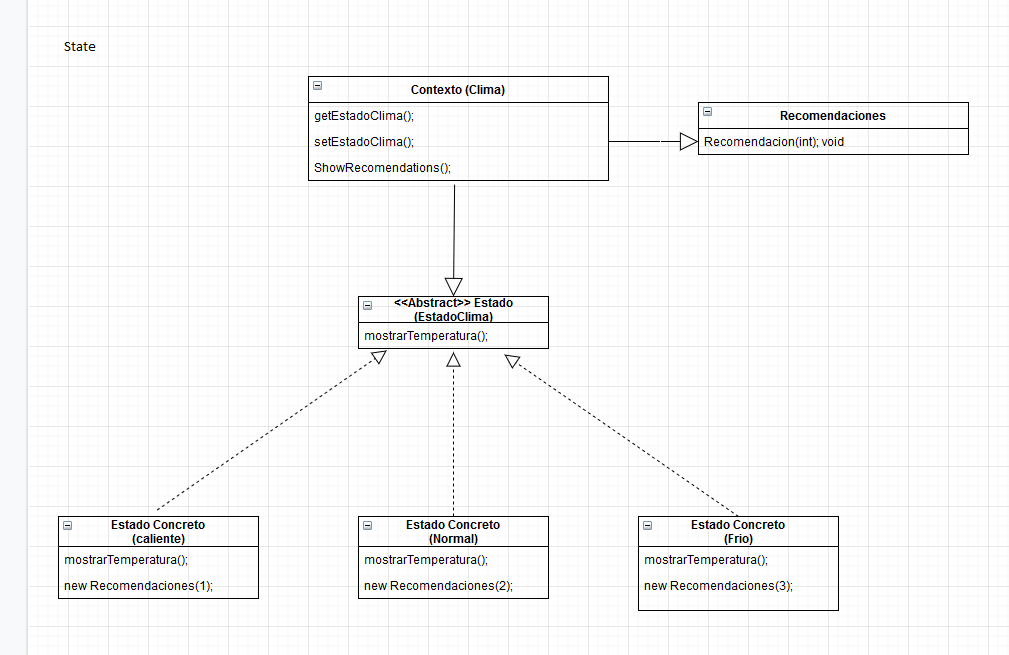 State
Contexto (Clima)
getEstadoClima();
setEstadoClima();
ShowRecomendations();
Recomendaciones
Recomendacion(int); void
<<Abstract>> Estado
(EstadoClima)
mostrarTemperatura();
Estado Concreto
(caliente)
mostrarTemperatura();
new Recomendaciones(1);
Estado Concreto
(Normal)
mostrarTemperatura();
new Recomendaciones(2);
Estado Concreto
(Frio)
mostrarTemperatura();
new Recomendaciones(3);